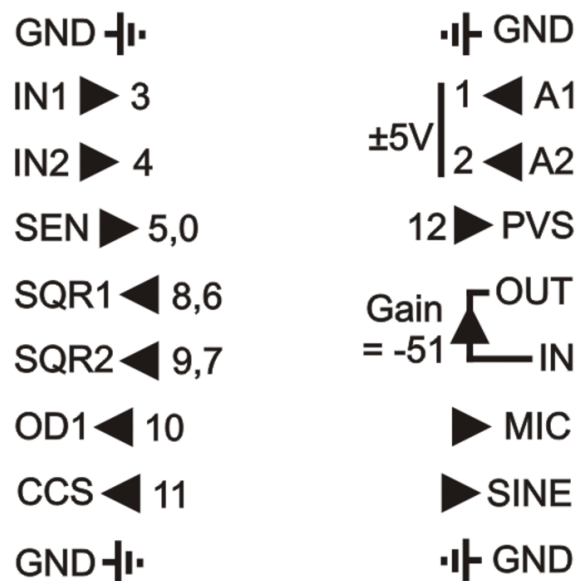 GND
IN1 3
IN2 4
SEN 5,0
SQR1 8,6
SQR2 9,7
OD1 10
CCS 11
GND
GND
1 A1
±5V
2 A2
12 PVS
OUT
Gain
= -51
IN
MIC
SINE
GND